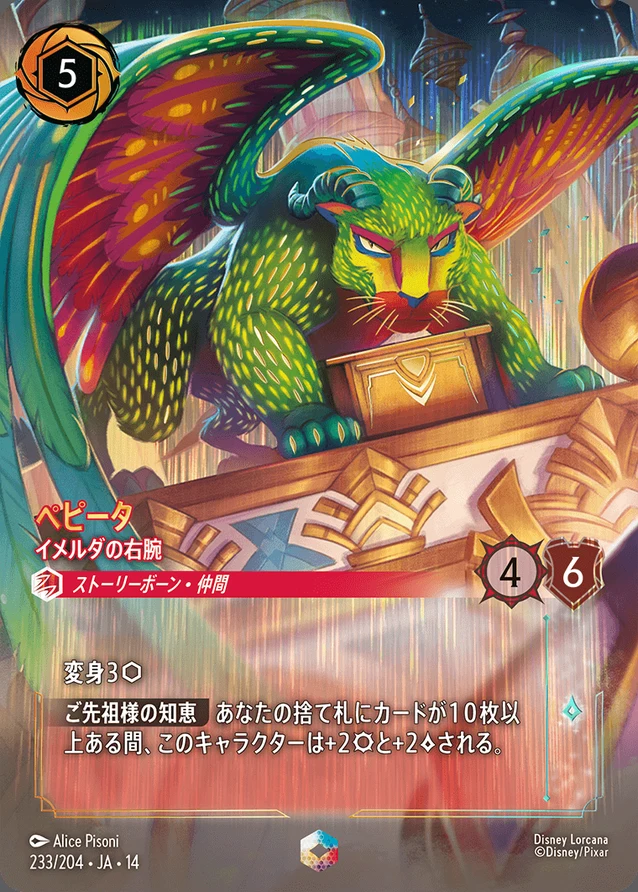 5
ペピータ
イメルダの右腕
4
6
ストーリーボーン・仲間
変身3⬡
ご先祖様の知恵 あなたの捨て札にカードが10枚以
上ある間、このキャラクターは+2¤と+2◊される。
Alice Pisoni
233/204・JA・14
Disney Lorcana
©Disney/Pixar